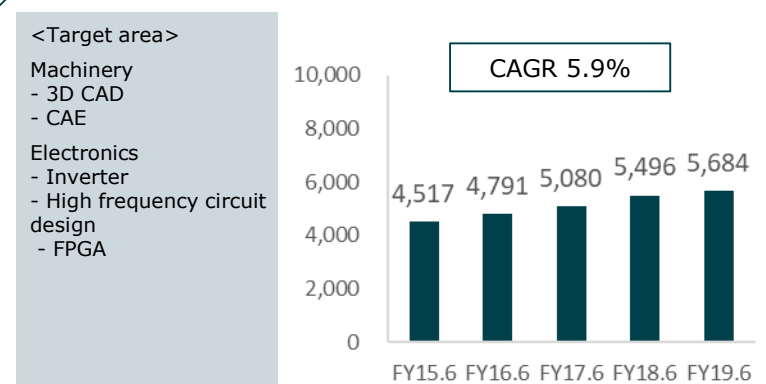 <Target area>
Machinery
- 3D CAD
- CAE
Electronics
- Inverter
- High frequency circuit
design
- FPGA
CAGR 5.9%
10,000
8,000
6,000
4,000
2,000
0
4,517 4,791 5,080 5,496 5,684
FY15.6 FY16.6 FY17.6 FY18.6 FY19.6